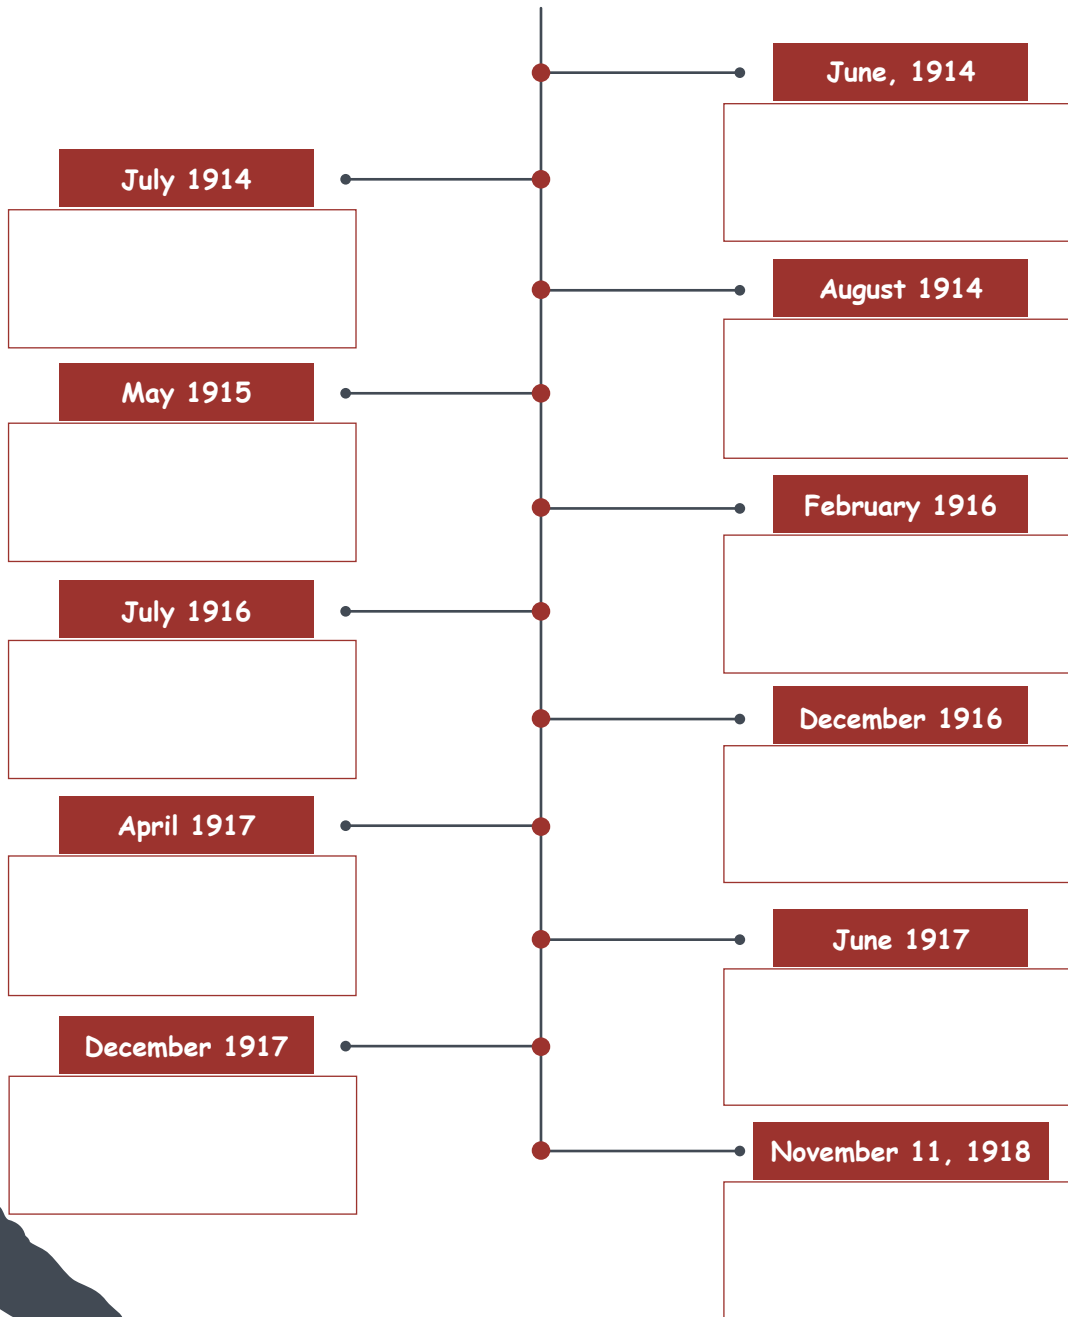 June, 1914
July 1914
August 1914
May 1915
February 1916
July 1916
December 1916
April 1917
June 1917
December 1917
November 11, 1918